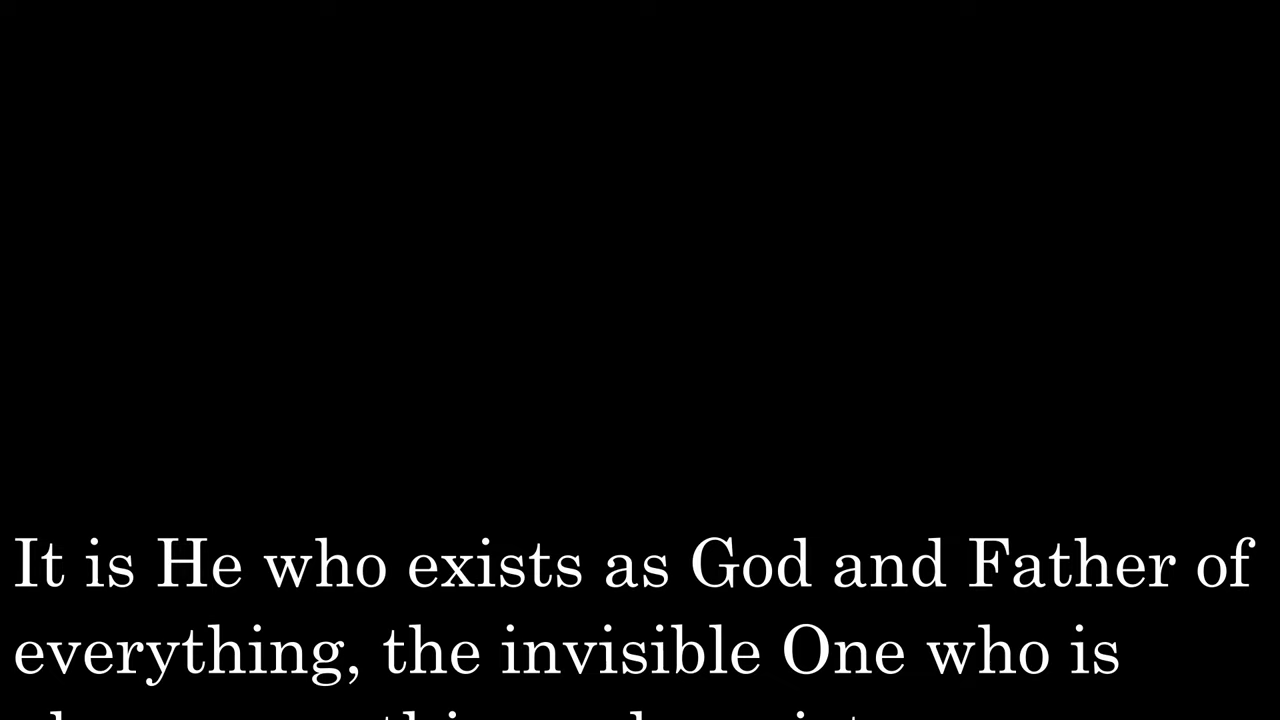 It is He who exists as God and Father of
everything, the invisible One who is